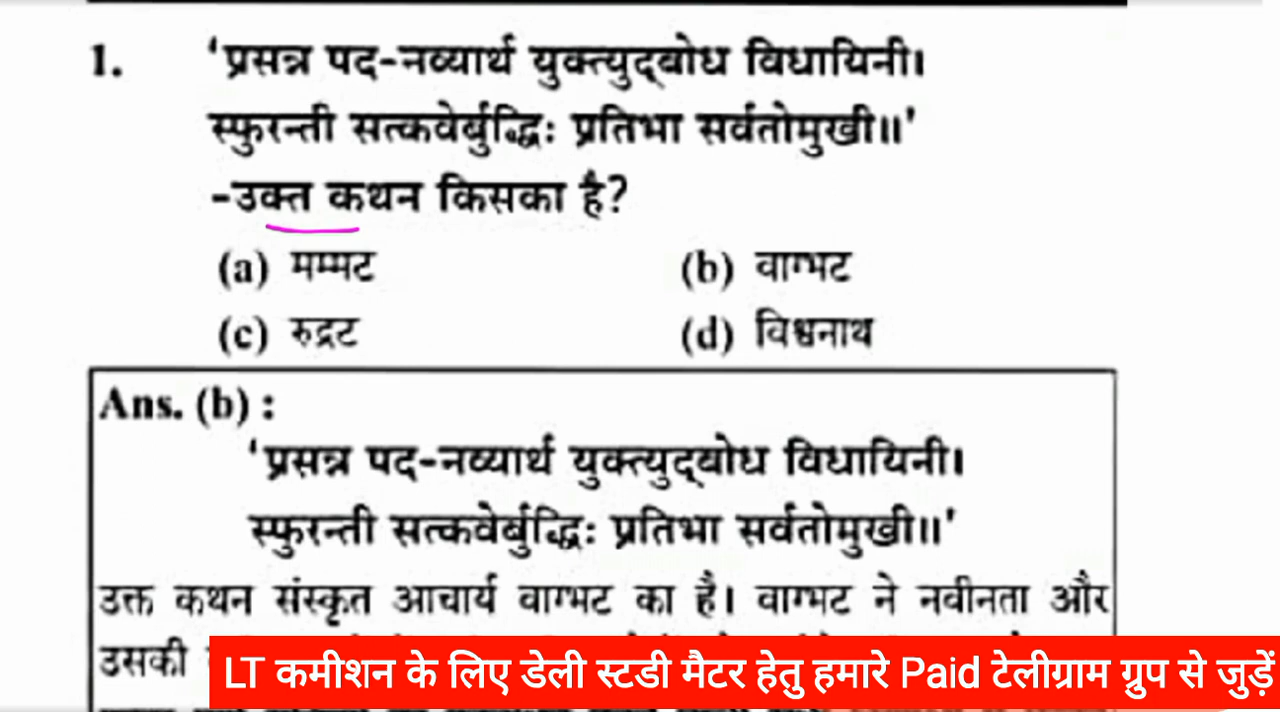 1. 'प्रसन्न पद-नव्यार्थ युक्त्युद्बोध विधायिनी।
स्फुरन्ती सत्कवेर्बुद्धिः प्रतिभा सर्वतोमुखी॥'
-उक्त कथन किसका है?
(a) मम्मट (b) वाग्भट
(c) रुद्रट (d) विश्वनाथ
Ans. (b) :
'प्रसन्न पद-नव्यार्थ युक्त्युद्बोध विधायिनी।
स्फुरन्ती सत्कवेर्बुद्धिः प्रतिभा सर्वतोमुखी॥'
उक्त कथन संस्कृत आचार्य वाग्भट का है। वाग्भट ने नवीनता और
उसकी
LT कमीशन के लिए डेली स्टडी मैटर हेतु हमारे Paid टेलीग्राम ग्रुप से जुड़ें